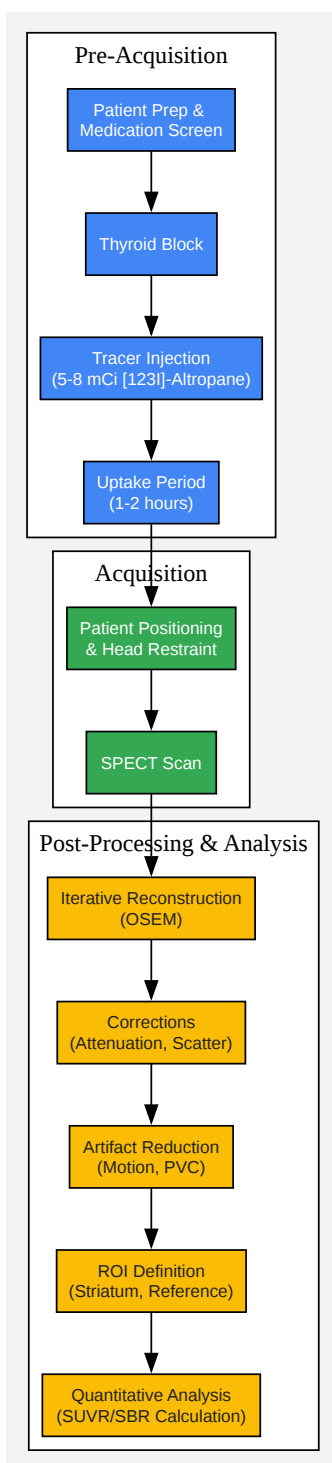 Pre-Acquisition
Patient Prep &
Medication Screen
Thyroid Block
Tracer Injection
(5-8 mCi [123I]-Altropane)
Uptake Period
(1-2 hours)
Acquisition
Patient Positioning
& Head Restraint
SPECT Scan
Post-Processing & Analysis
Iterative Reconstruction
(OSEM)
Corrections
(Attenuation, Scatter)
Artifact Reduction
(Motion, PVC)
ROI Definition
(Striatum, Reference)
Quantitative Analysis
(SUVR/SBR Calculation)